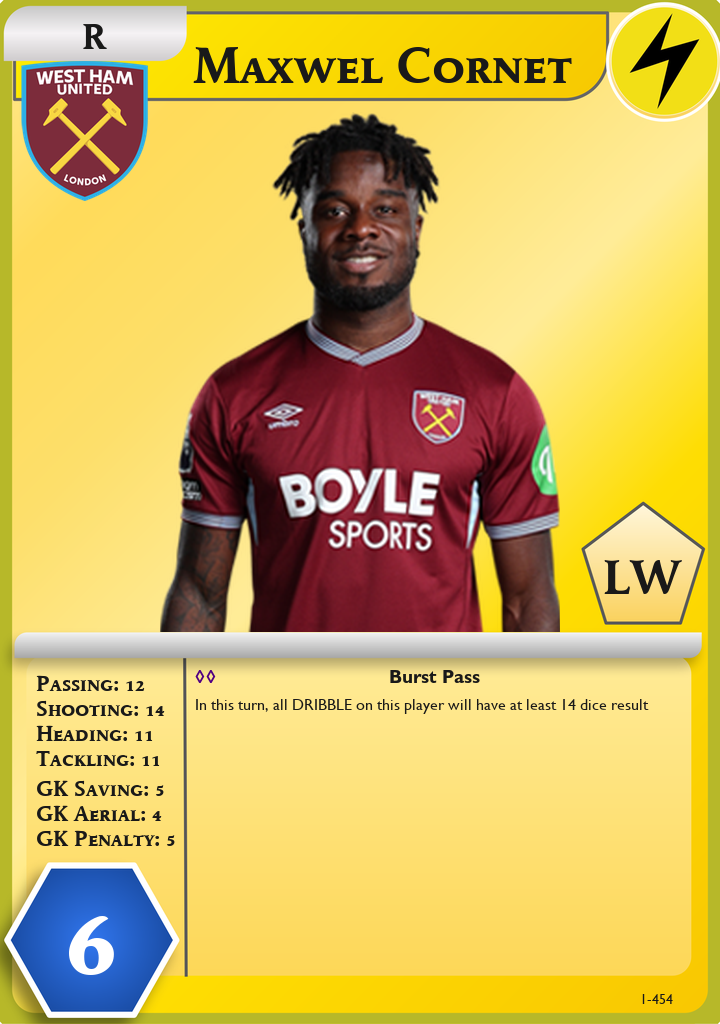 R
Maxwel Cornet
WEST HAM
UNITED
LONDON
umbro
BOYLE
SPORTS
LW
Passing: 12
Shooting: 14
Heading: 11
Tackling: 11
GK Saving: 5
GK Aerial: 4
GK Penalty: 5
6
Burst Pass
In this turn, all DRIBBLE on this player will have at least 14 dice result
1-454